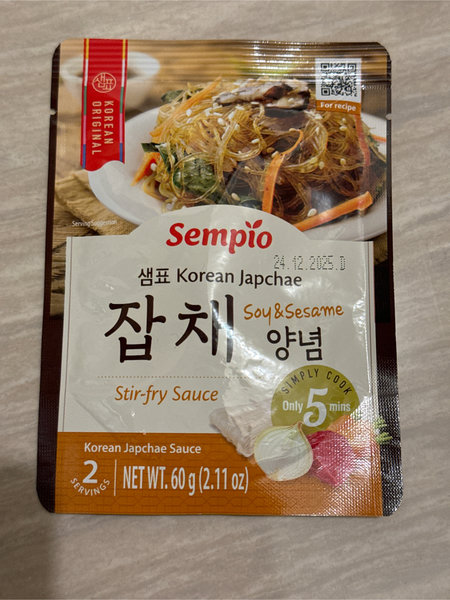 샘표
KOREAN
ORIGINAL
For recipe
Serving Suggestion
Sempio
24.12.2025.D
샘표 Korean Japchae
잡채 Soy&Sesame
양념
Stir-fry Sauce
SIMPLY COOK
Only 5 mins
Korean Japchae Sauce
2
SERVINGS
NET WT. 60 g (2.11 oz)